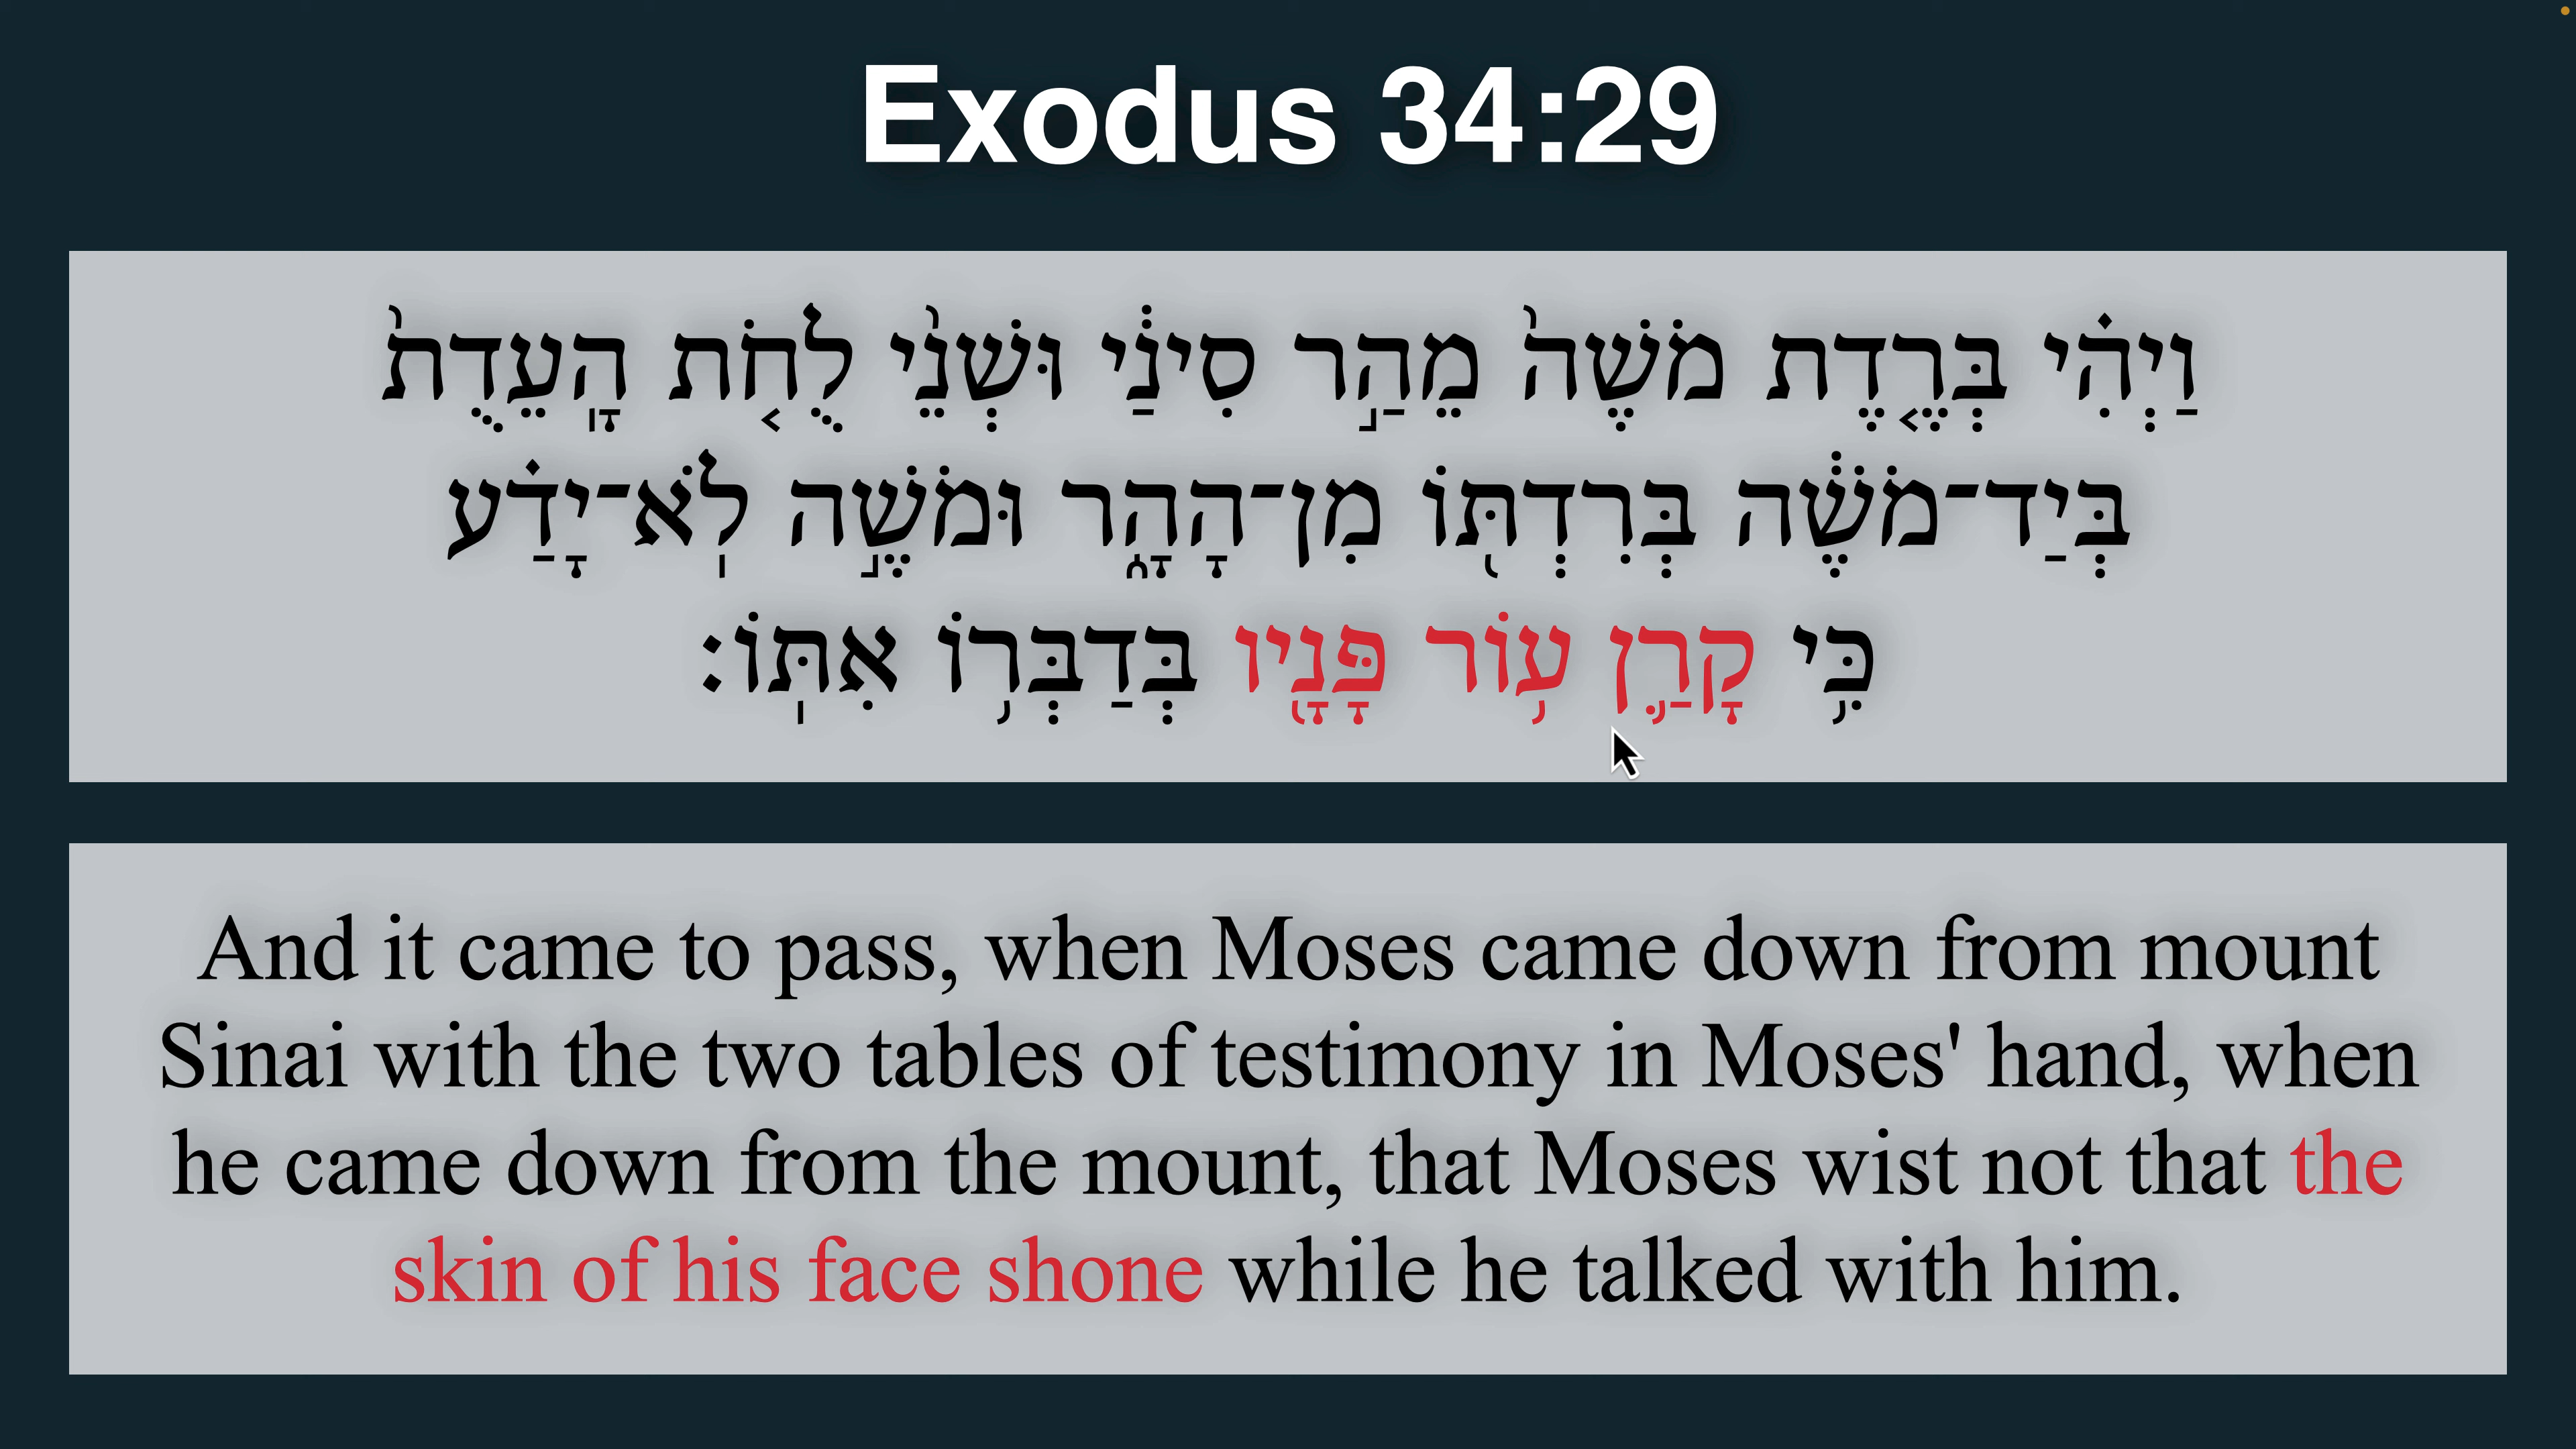 Exodus 34:29
וַיְהִ֗י בְּרֶ֤דֶת מֹשֶׁה֙ מֵהַ֣ר סִינַ֔י וּשְׁנֵ֨י לֻחֹ֤ת הָֽעֵדֻת֙
בְּיַד־מֹשֶׁ֔ה בְּרִדְתּ֖וֹ מִן־הָהָ֑ר וּמֹשֶׁ֣ה לֹֽא־יָדַ֗ע
כִּ֥י קָרַ֛ן ע֥וֹר פָּנָ֖יו בְּדַבְּר֥וֹ אִתּֽוֹ׃
And it came to pass, when Moses came down from mount
Sinai with the two tables of testimony in Moses' hand, when
he came down from the mount, that Moses wist not that the
skin of his face shone while he talked with him.